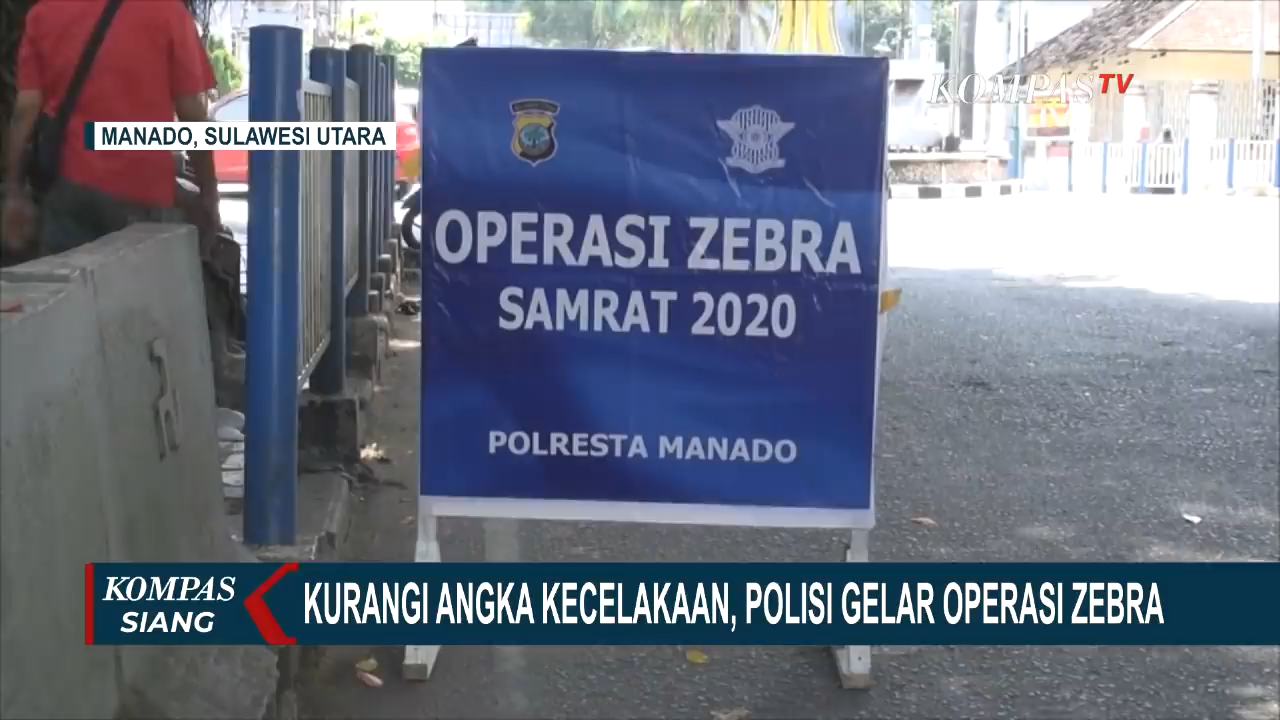 KOMPAS TV
MANADO, SULAWESI UTARA
OPERASI ZEBRA
SAMRAT 2020
POLRESTA MANADO
KOMPAS
SIANG
KURANGI ANGKA KECELAKAAN, POLISI GELAR OPERASI ZEBRA